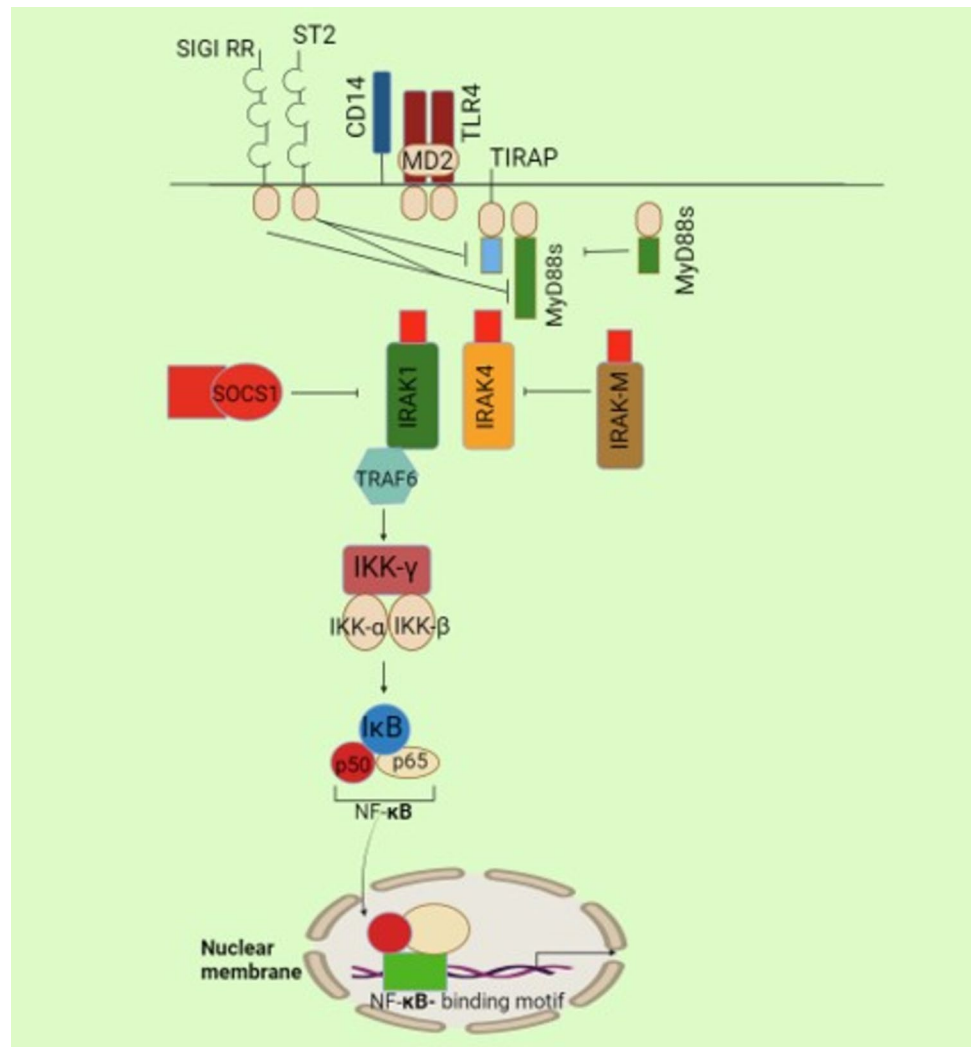 SIGI RR
ST2
CD14
TLR4
MD2
TIRAP
MyD88s
MyD88s
SOCS1
IRAK1
IRAK4
IRAK-M
TRAF6
IKK-γ
IKK-α
IKK-β
IκB
p50
p65
NF-κB
Nuclear
membrane
NF-κB- binding motif